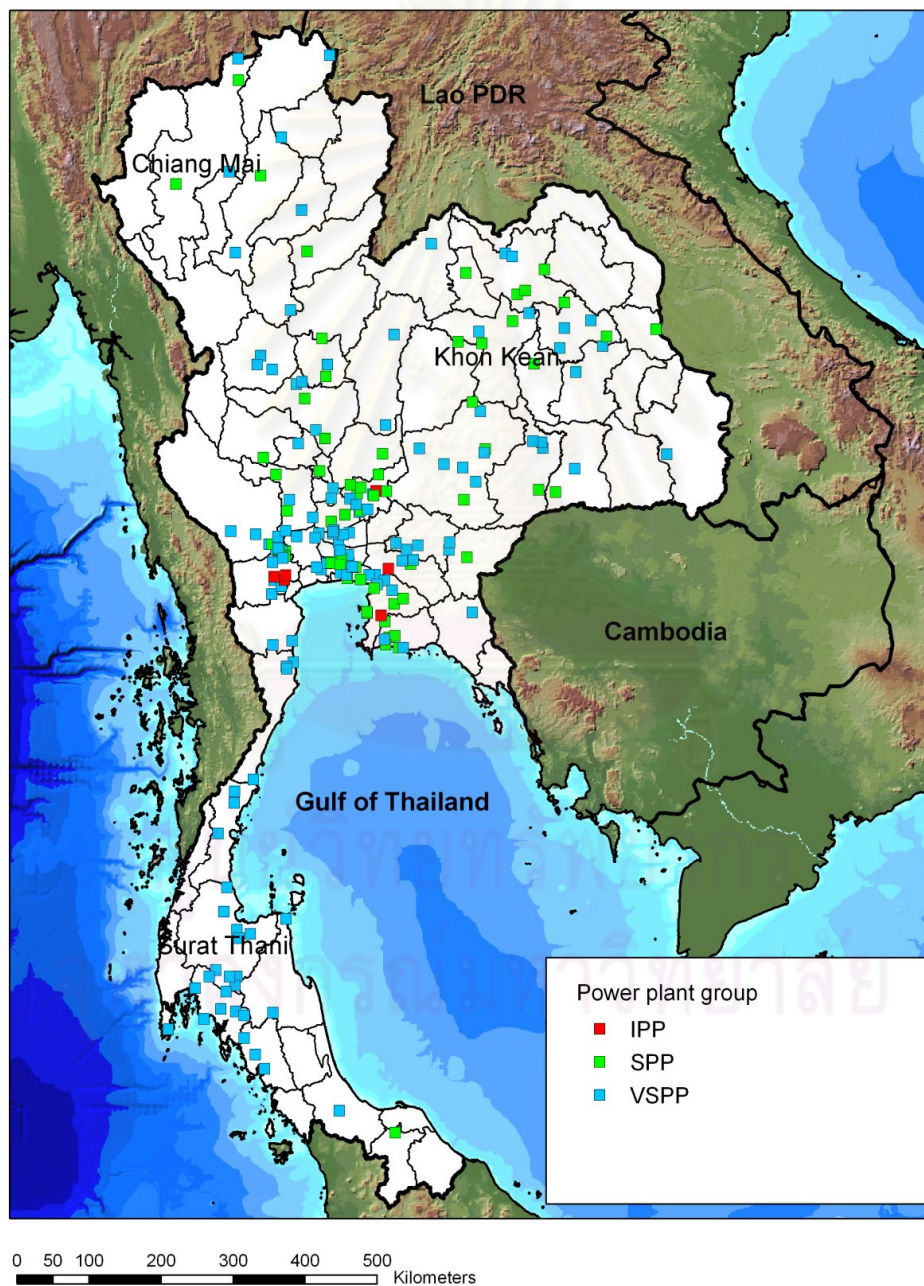 Lao PDR
Chiang Mai
Khon Kean
Cambodia
Gulf of Thailand
Surat Thani
Power plant group
IPP
SPP
VSPP
0 50 100 200 300 400 500
Kilometers